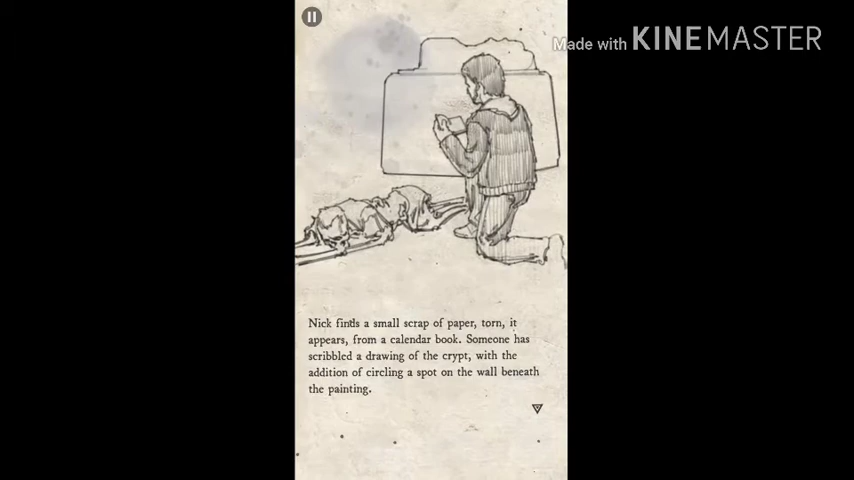 Made with KINEMASTER
Nick finds a small scrap of paper, torn, it
appears, from a calendar book. Someone has
scribbled a drawing of the crypt, with the
addition of circling a spot on the wall beneath
the painting.